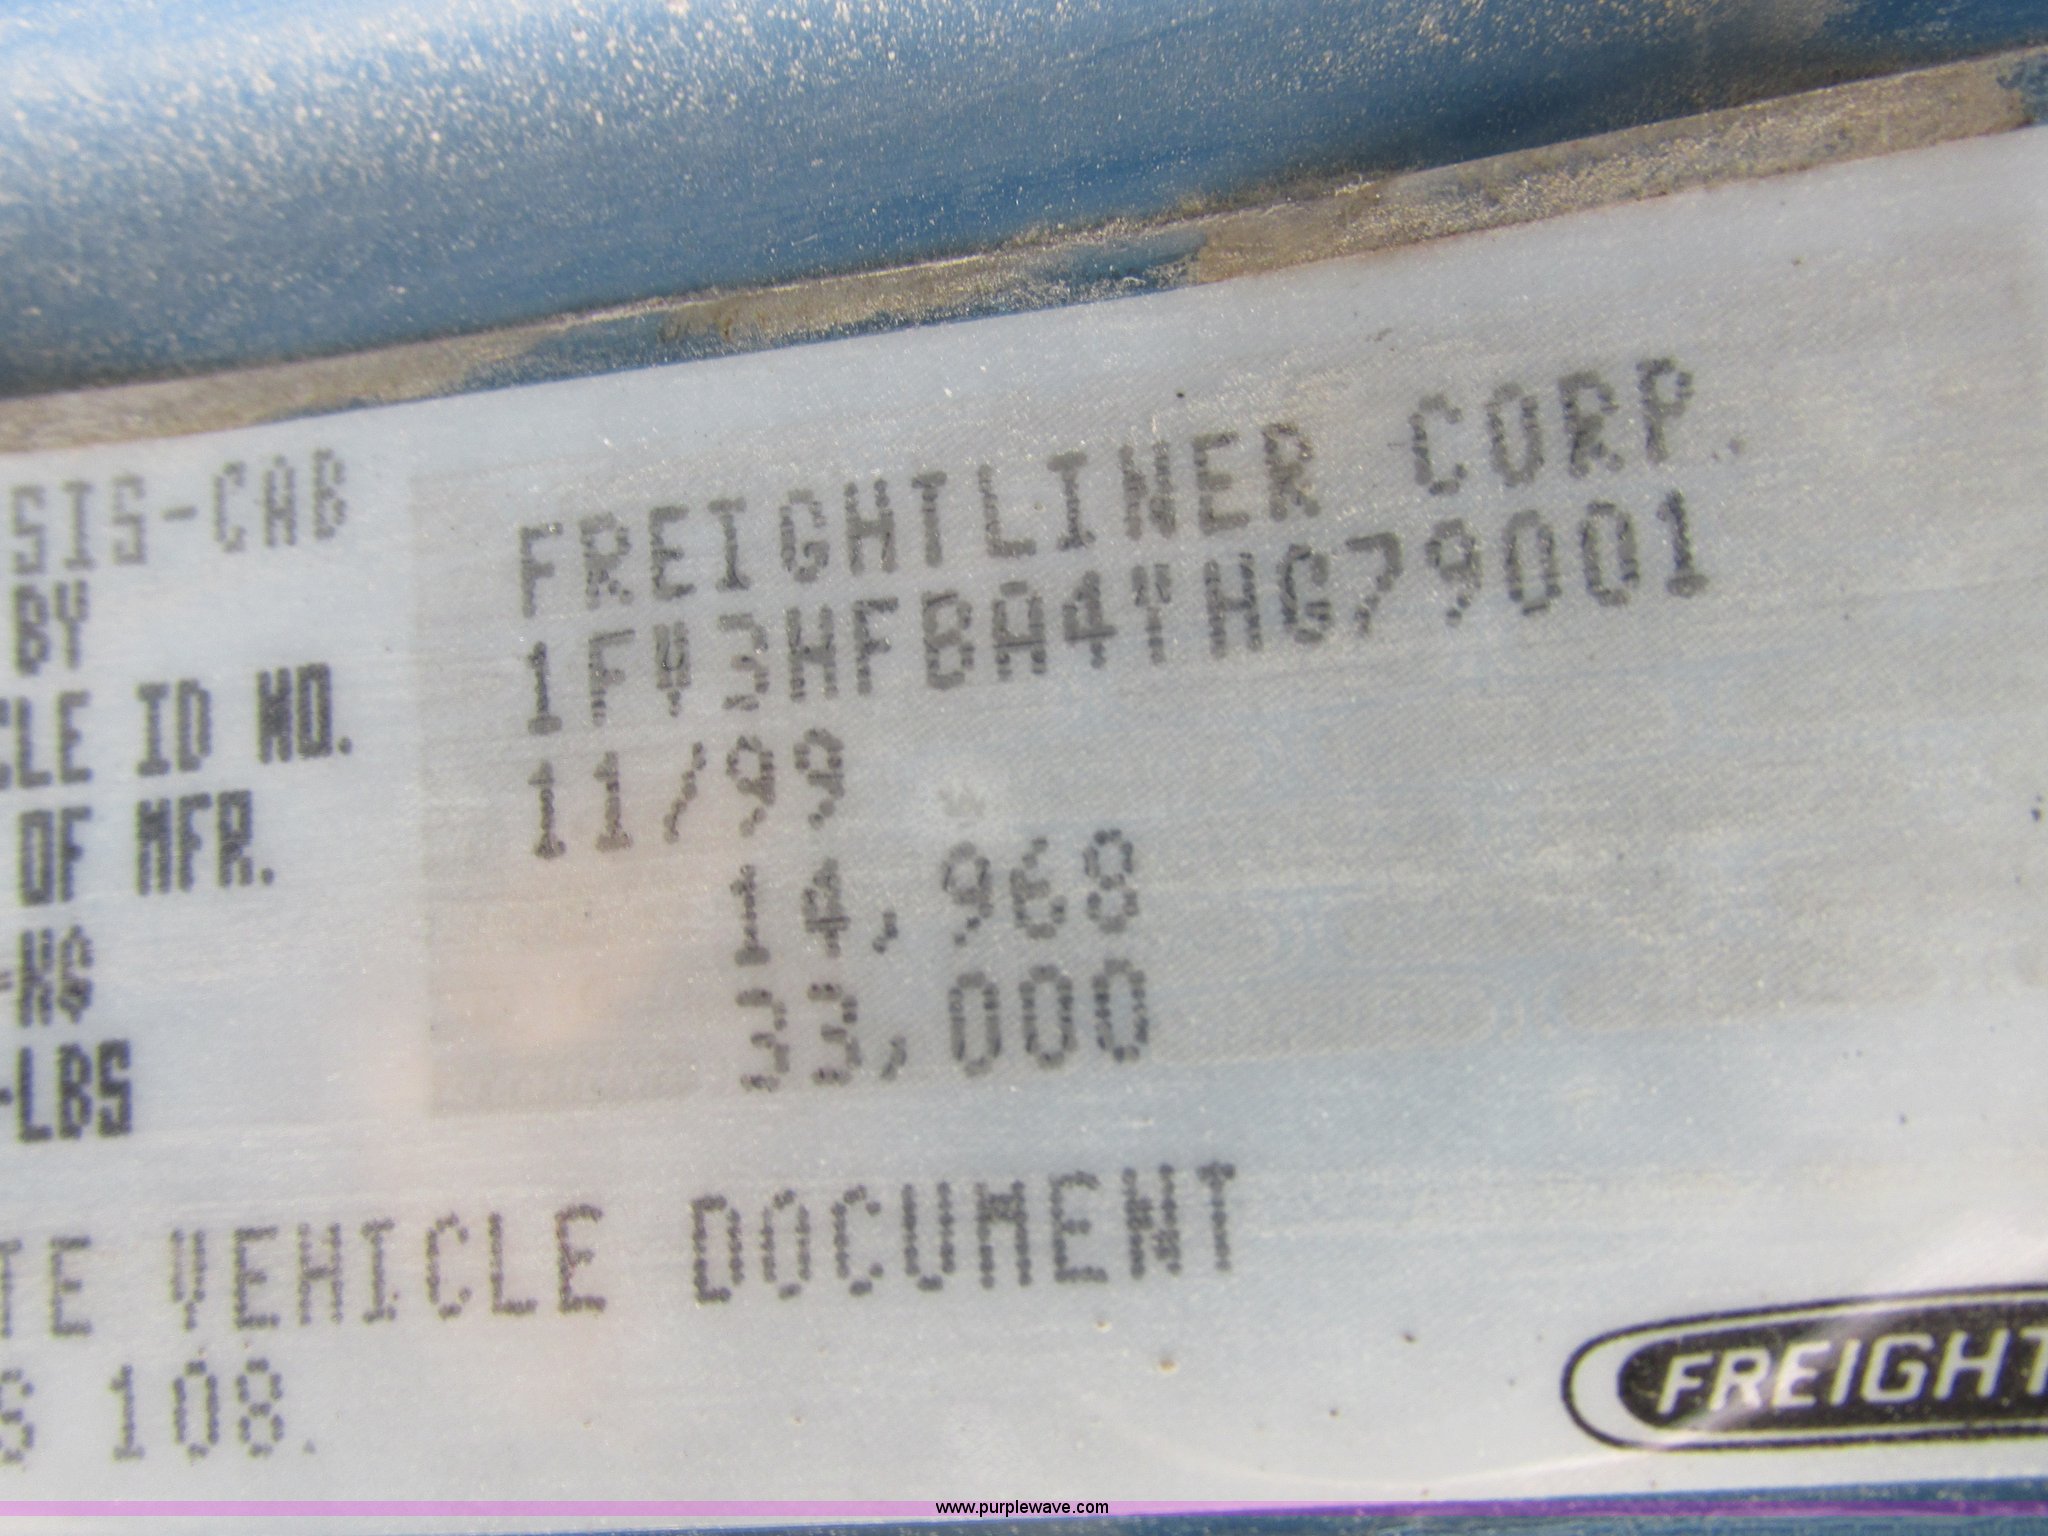 SIS-CAB FREIGHTLINER CORP.
BY 1FV3HFBA4YHG79001
CLE ID NO. 11/99
OF MFR. 14,968
-KG 33,000
-LBS
TE VEHICLE DOCUMENT
S 108.
FREIGHT
www.purplewave.com